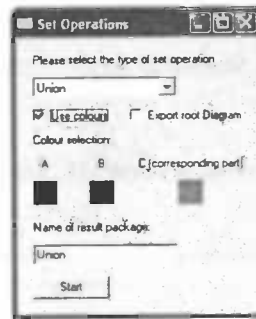 Set Operations
Please select the type of set operation
Union
Use colours Export root Diagram
Colour selection:
A B C (corresponding part)
Name of result package:
Union
Start